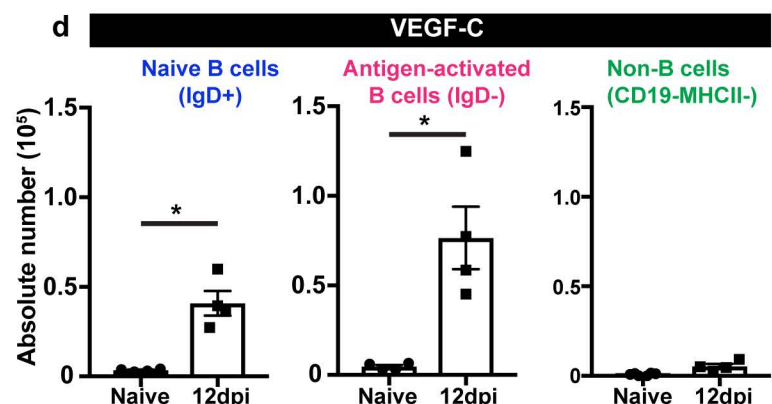 d
VEGF-C
Naive B cells
(IgD+)
Antigen-activated
B cells (IgD-)
Non-B cells
(CD19-MHCII-)
Absolute number (10⁵)
1.5
1.0
0.5
0
*
Naive 12dpi
1.5
1.0
0.5
0
*
Naive 12dpi
1.5
1.0
0.5
0
Naive 12dpi